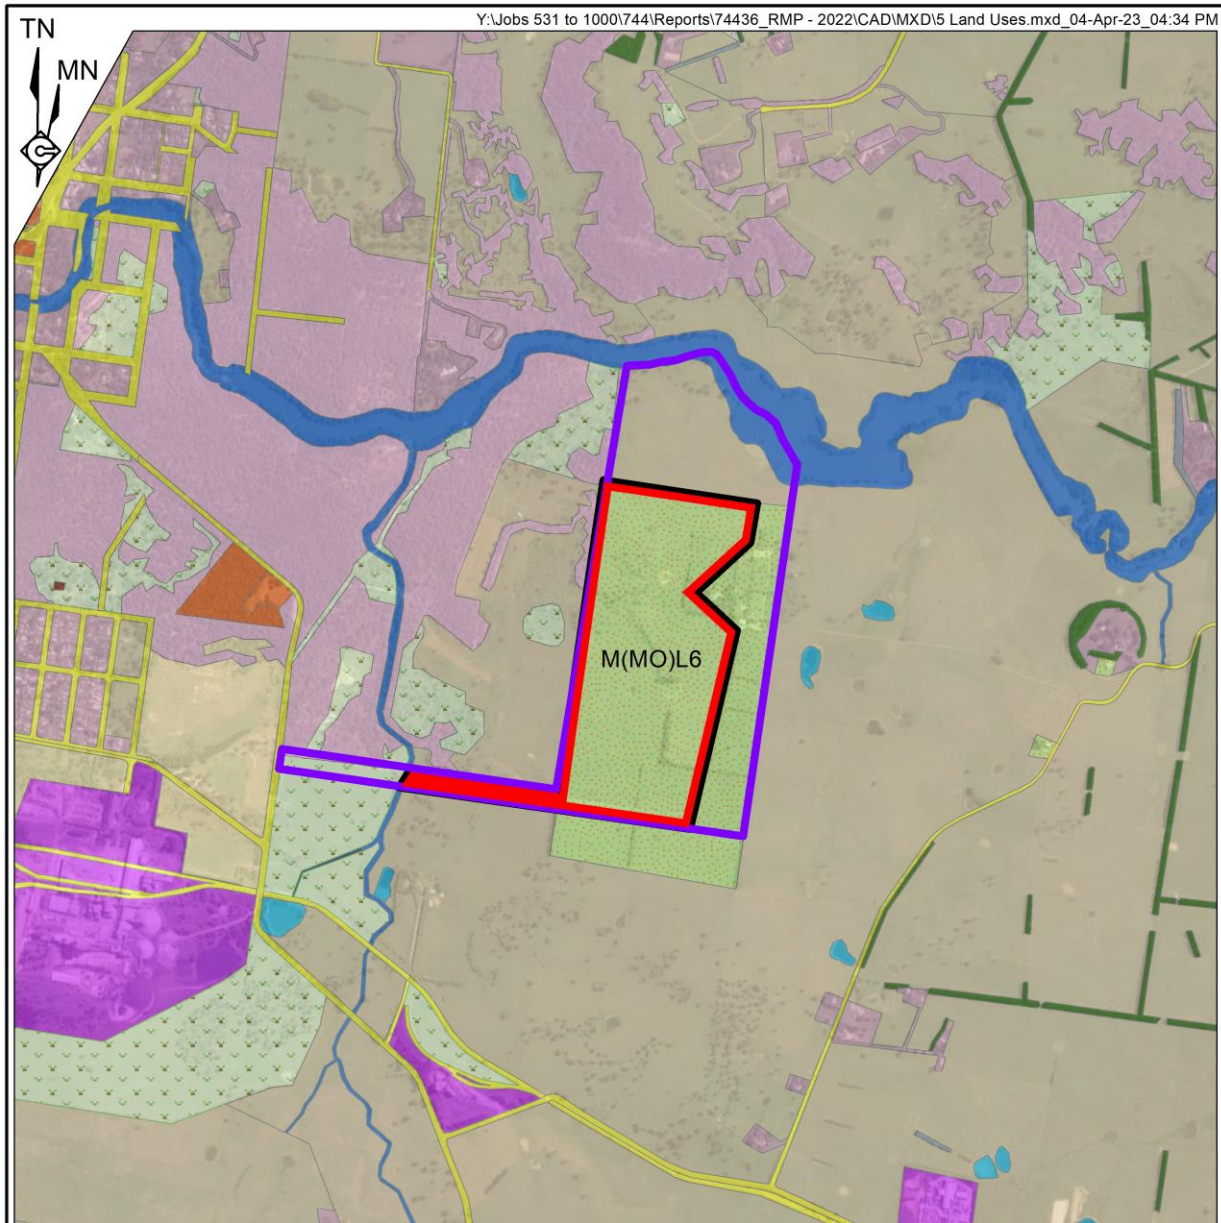 Y:\Jobs 531 to 1000\744\Reports\74436_RMP - 2022\CAD\MXD\5 Land Uses.mxd_04-Apr-23_04:34 PM
TN
MN
M(MO)L6